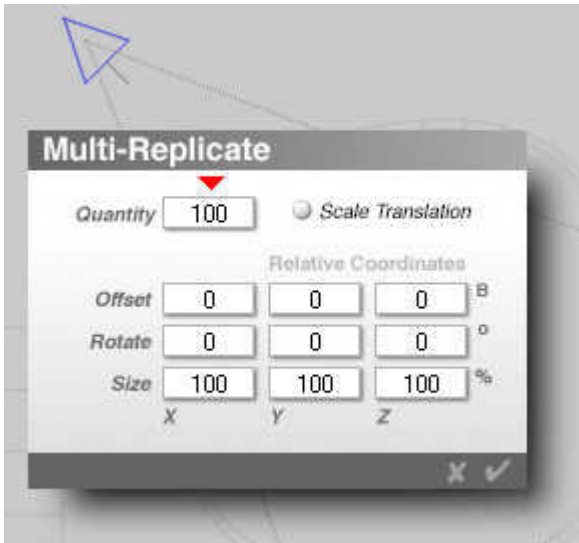 Multi-Replicate
Quantity 100 Scale Translation
Relative Coordinates
Offset 0 0 0 B
Rotate 0 0 0 o
Size 100 100 100 %
X Y Z